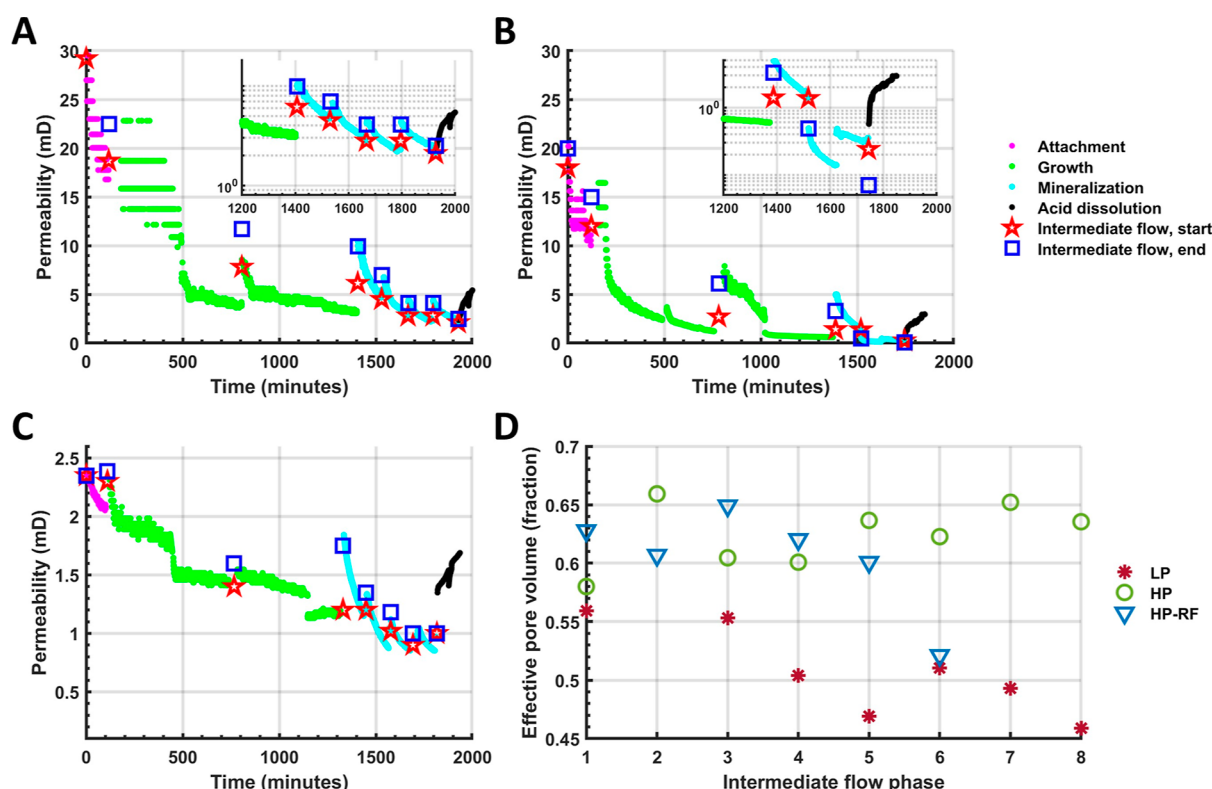 A
30
25
20
15
10
5
0
Permeability (mD)
0 500 1000 1500 2000
Time (minutes)
10⁰
1200 1400 1600 1800 2000
B
30
25
20
15
10
5
0
Permeability (mD)
0 500 1000 1500 2000
Time (minutes)
10⁰
1200 1400 1600 1800 2000
Attachment
Growth
Mineralization
Acid dissolution
Intermediate flow, start
Intermediate flow, end
C
2.5
2
1.5
1
0.5
Permeability (mD)
0 500 1000 1500 2000
Time (minutes)
D
0.7
0.65
0.6
0.55
0.5
0.45
Effective pore volume (fraction)
1 2 3 4 5 6 7 8
Intermediate flow phase
LP
HP
HP-RF